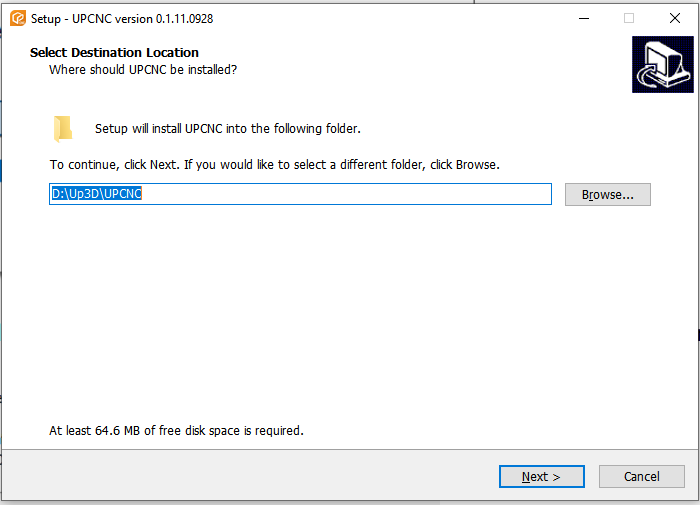 Setup - UPCNC version 0.1.11.0928
Select Destination Location
Where should UPCNC be installed?
Setup will install UPCNC into the following folder.
To continue, click Next. If you would like to select a different folder, click Browse.
D:\Up3D\UPCNC
Browse...
At least 64.6 MB of free disk space is required.
Next >
Cancel